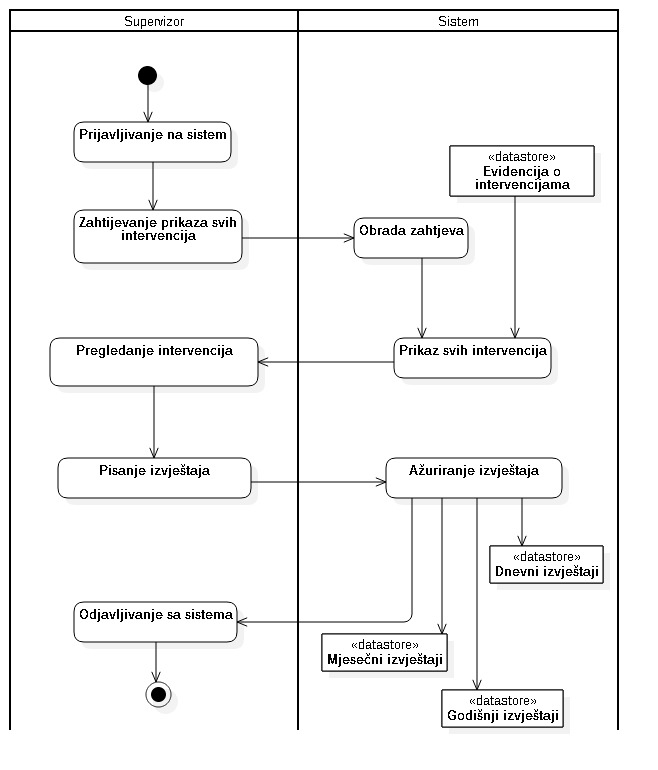 Supervizor
Sistem
Prijavljivanje na sistem
«datastore»
Evidencija o
intervencijama
Zahtijevanje prikaza svih
intervencija
Obrada zahtjeva
Pregledanje intervencija
Prikaz svih intervencija
Pisanje izvještaja
Ažuriranje izvještaja
«datastore»
Dnevni izvještaji
Odjavljivanje sa sistema
«datastore»
Mjesečni izvještaji
«datastore»
Godišnji izvještaji